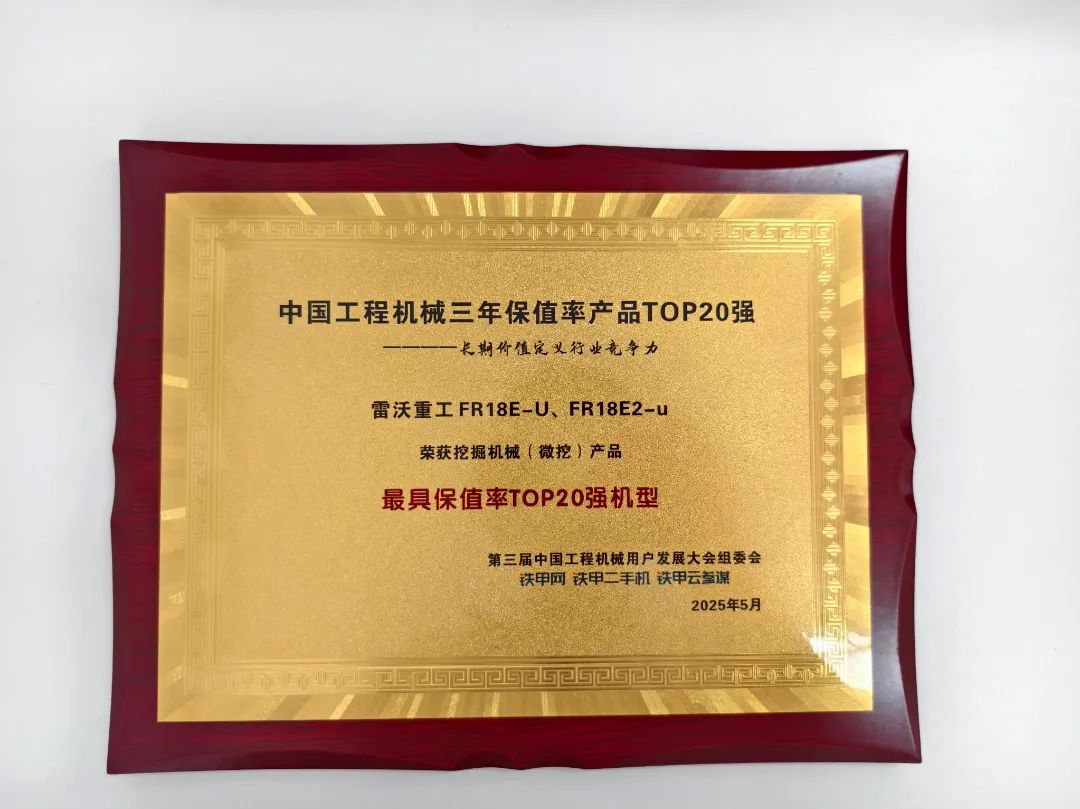 中国工程机械三年保值率产品TOP20强
————长期价值定义行业竞争力
雷沃重工FR18E-U、FR18E2-u
荣获挖掘机械（微挖）产品
最具保值率TOP20强机型
第三届中国工程机械用户发展大会组委会
铁甲网 铁甲二手机 铁甲云参谋
2025年5月